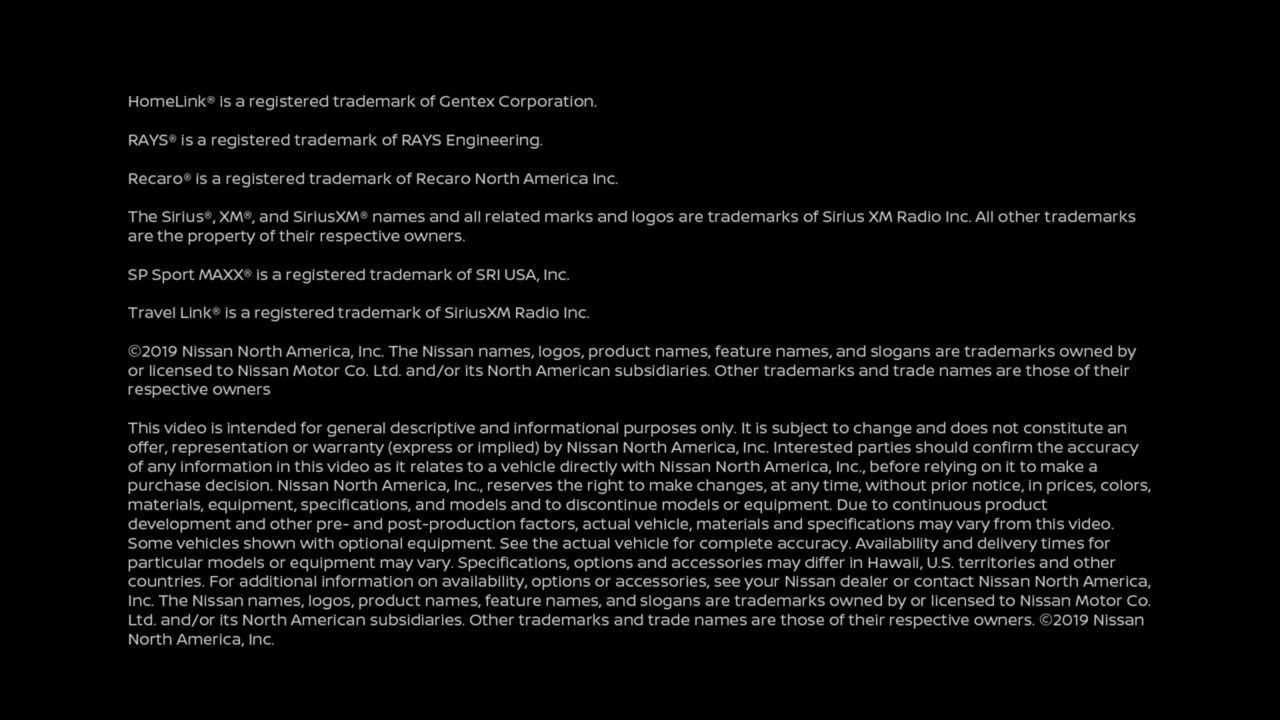 HomeLink® is a registered trademark of Gentex Corporation.
RAYS® is a registered trademark of RAYS Engineering.
Recaro® is a registered trademark of Recaro North America Inc.
The Sirius®, XM®, and SiriusXM® names and all related marks and logos are trademarks of Sirius XM Radio Inc. All other trademarks
are the property of their respective owners.
SP Sport MAXX® is a registered trademark of SRI USA, Inc.
Travel Link® is a registered trademark of SiriusXM Radio Inc.
©2019 Nissan North America, Inc. The Nissan names, logos, product names, feature names, and slogans are trademarks owned by
or licensed to Nissan Motor Co. Ltd. and/or its North American subsidiaries. Other trademarks and trade names are those of their
respective owners
This video is intended for general descriptive and informational purposes only. It is subject to change and does not constitute an
offer, representation or warranty (express or implied) by Nissan North America, Inc. Interested parties should confirm the accuracy
of any information in this video as it relates to a vehicle directly with Nissan North America, Inc., before relying on it to make a
purchase decision. Nissan North America, Inc., reserves the right to make changes, at any time, without prior notice, in prices, colors,
materials, equipment, specifications, and models and to discontinue models or equipment. Due to continuous product
development and other pre- and post-production factors, actual vehicle, materials and specifications may vary from this video.
Some vehicles shown with optional equipment. See the actual vehicle for complete accuracy. Availability and delivery times for
particular models or equipment may vary. Specifications, options and accessories may differ in Hawaii, U.S. territories and other
countries. For additional information on availability, options or accessories, see your Nissan dealer or contact Nissan North America,
Inc. The Nissan names, logos, product names, feature names, and slogans are trademarks owned by or licensed to Nissan Motor Co.
Ltd. and/or its North American subsidiaries. Other trademarks and trade names are those of their respective owners. ©2019 Nissan
North America, Inc.